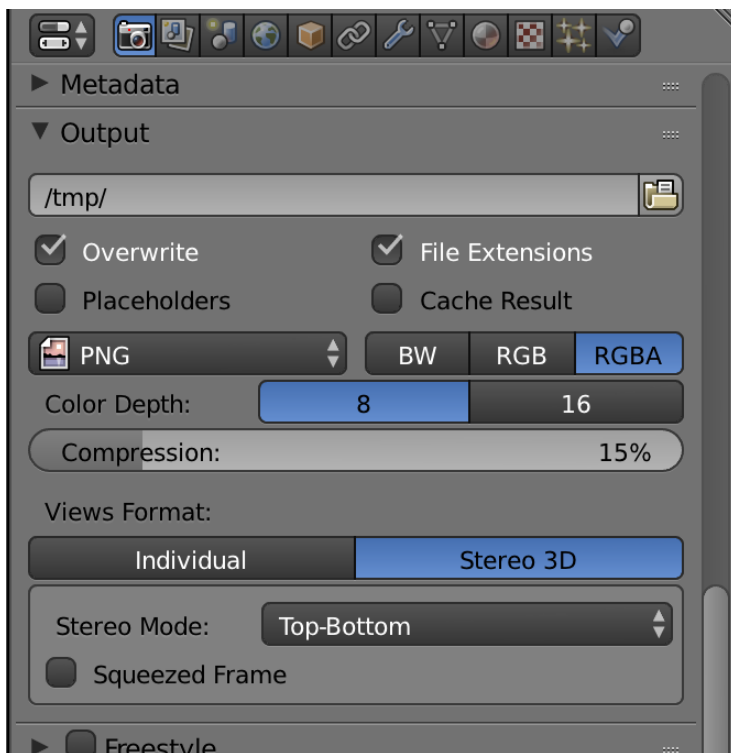 Metadata
Output
/tmp/
Overwrite File Extensions
Placeholders Cache Result
PNG BW RGB RGBA
Color Depth: 8 16
Compression: 15%
Views Format:
Individual Stereo 3D
Stereo Mode: Top-Bottom
Squeezed Frame
Freestyle